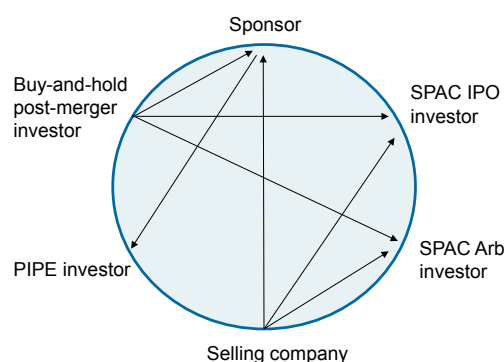 Sponsor
Buy-and-hold
post-merger
investor
SPAC IPO
investor
PIPE investor
SPAC Arb
investor
Selling company